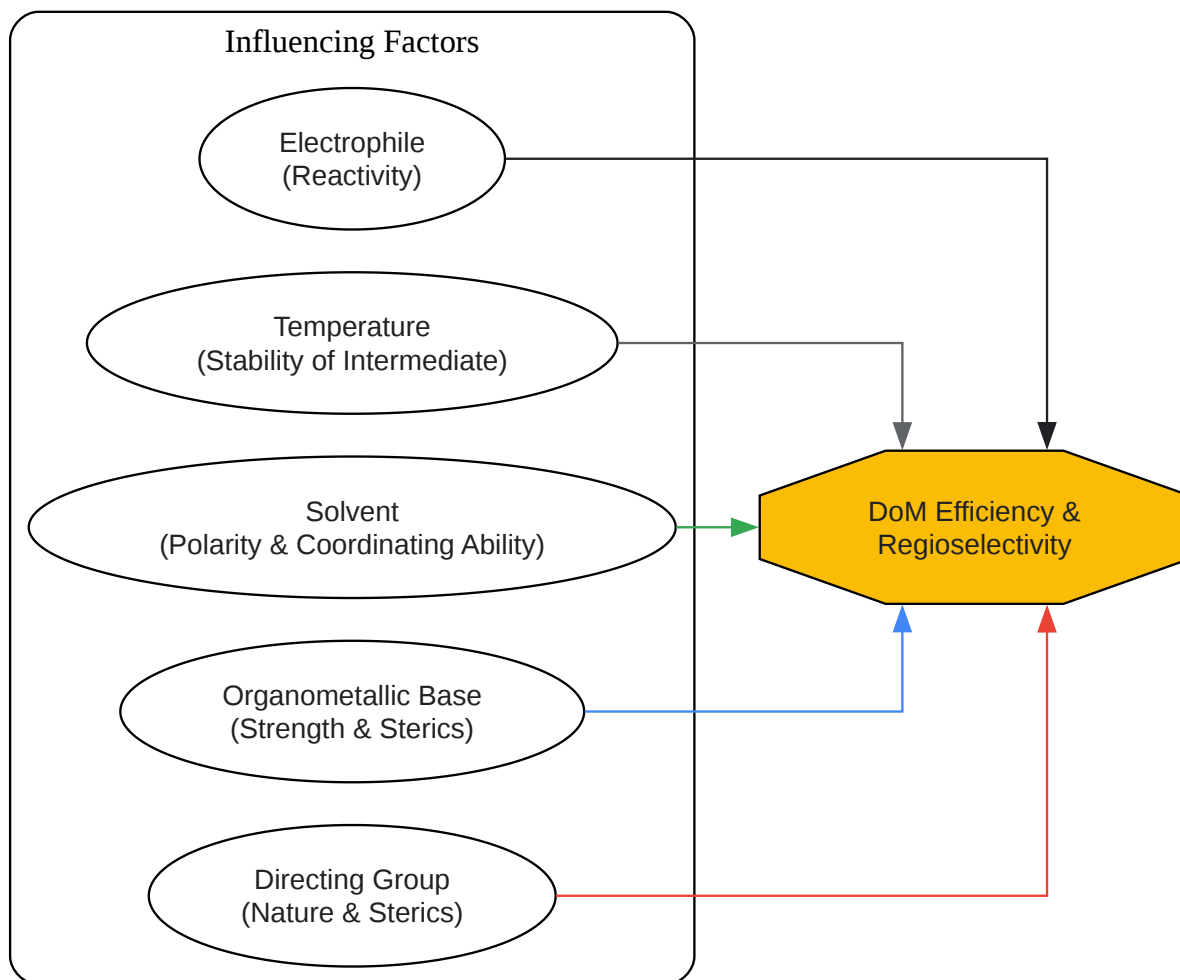 Influencing Factors
Electrophile
(Reactivity)
Temperature
(Stability of Intermediate)
Solvent
(Polarity & Coordinating Ability)
DoM Efficiency &
Regioselectivity
Organometallic Base
(Strength & Sterics)
Directing Group
(Nature & Sterics)